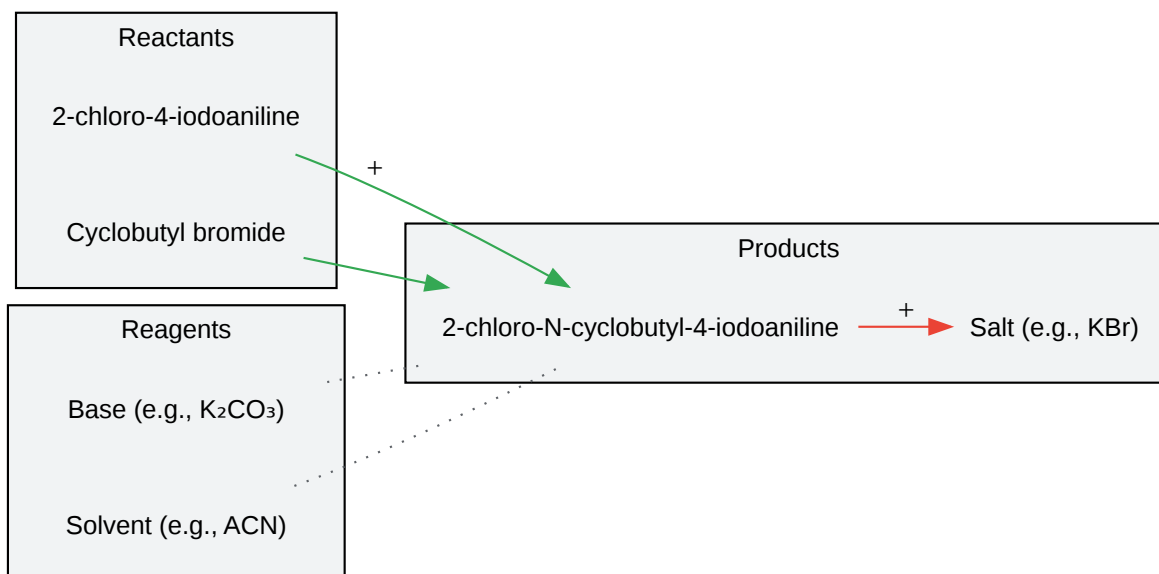 Reactants
2-chloro-4-iodoaniline
+
Cyclobutyl bromide
Products
2-chloro-N-cyclobutyl-4-iodoaniline
+
Salt (e.g., KBr)
Reagents
Base (e.g., K₂CO₃)
Solvent (e.g., ACN)